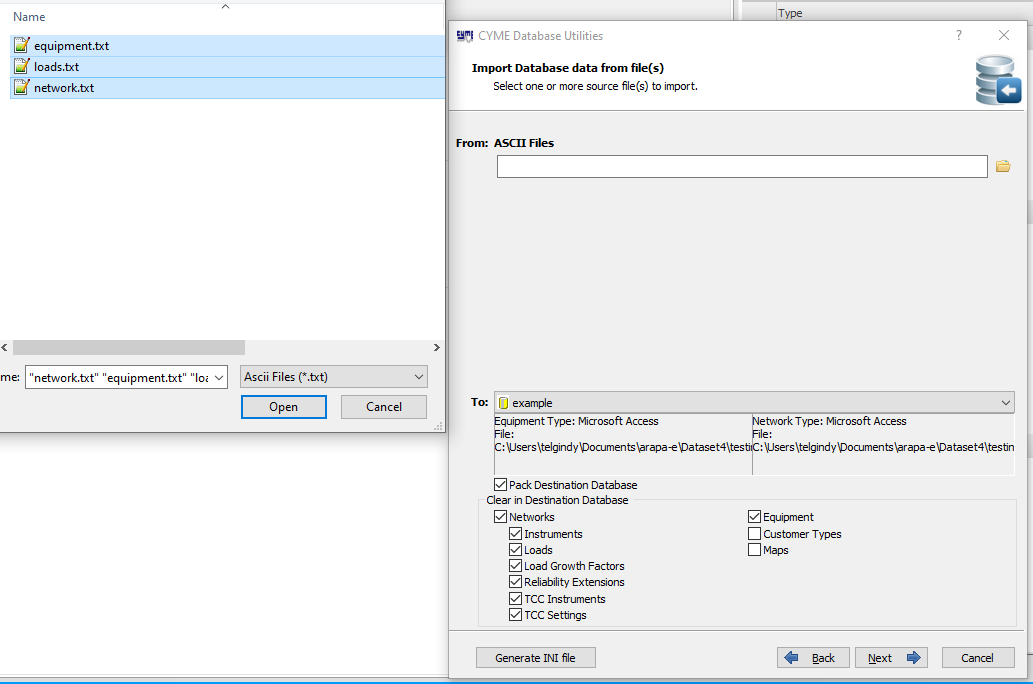 Name
equipment.txt
loads.txt
network.txt
me: "network.txt" "equipment.txt" "loa Ascii Files (*.txt)
Open Cancel
Type
CYME CYME Database Utilities ?
Import Database data from file(s)
Select one or more source file(s) to import.
From: ASCII Files
To: example
Equipment Type: Microsoft Access
File:
C:\Users\telgindy\Documents\arapa-e\Dataset4\testi
Network Type: Microsoft Access
File:
C:\Users\telgindy\Documents\arapa-e\Dataset4\testin
Pack Destination Database
Clear in Destination Database
Networks
Instruments
Loads
Load Growth Factors
Reliability Extensions
TCC Instruments
TCC Settings
Equipment
Customer Types
Maps
Generate INI file Back Next Cancel